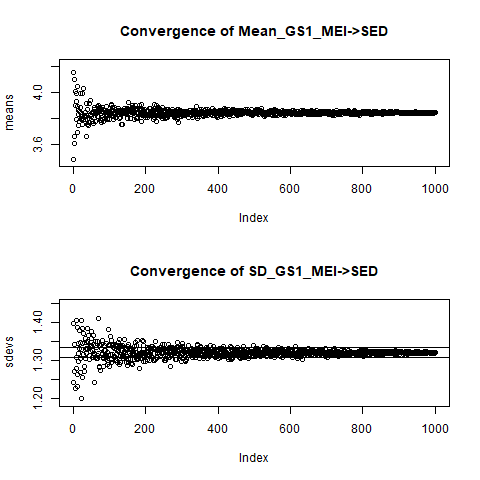 Convergence of Mean_GS1_MEI->SED
means
4.0
3.6
0 200 400 600 800 1000
Index
Convergence of SD_GS1_MEI->SED
sdevs
1.40
1.30
1.20
0 200 400 600 800 1000
Index